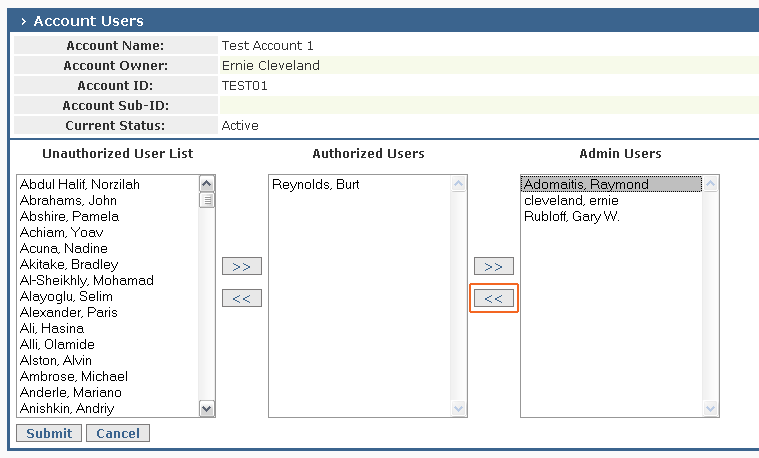 › Account Users
Account Name: Test Account 1
Account Owner: Ernie Cleveland
Account ID: TEST01
Account Sub-ID:
Current Status: Active
Unauthorized User List
Abdul Halif, Norzilah
Abrahams, John
Abshire, Pamela
Achiam, Yoav
Acuna, Nadine
Akitake, Bradley
Al-Sheikhly, Mohamad
Alayoglu, Selim
Alexander, Paris
Ali, Hasina
Alli, Olamide
Alston, Alvin
Ambrose, Michael
Anderle, Mariano
Anishkin, Andriy
>>
<<
Authorized Users
Reynolds, Burt
>>
<<
Admin Users
Adomaitis, Raymond
cleveland, ernie
Rubloff, Gary W.
Submit Cancel